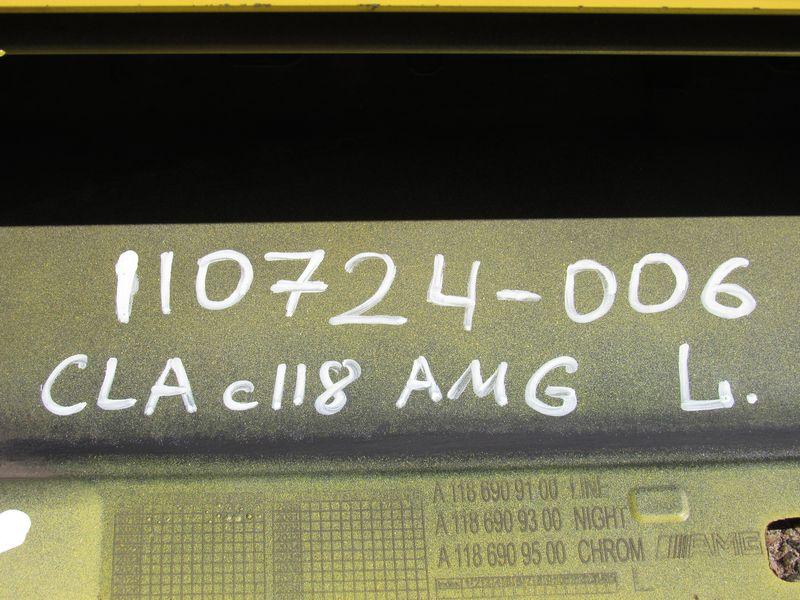 110724-006
CLA c118 AMG L.
A 118 690 91 00 LINE
A 118 690 93 00 NIGHT
A 118 690 95 00 CHROM AMG
L